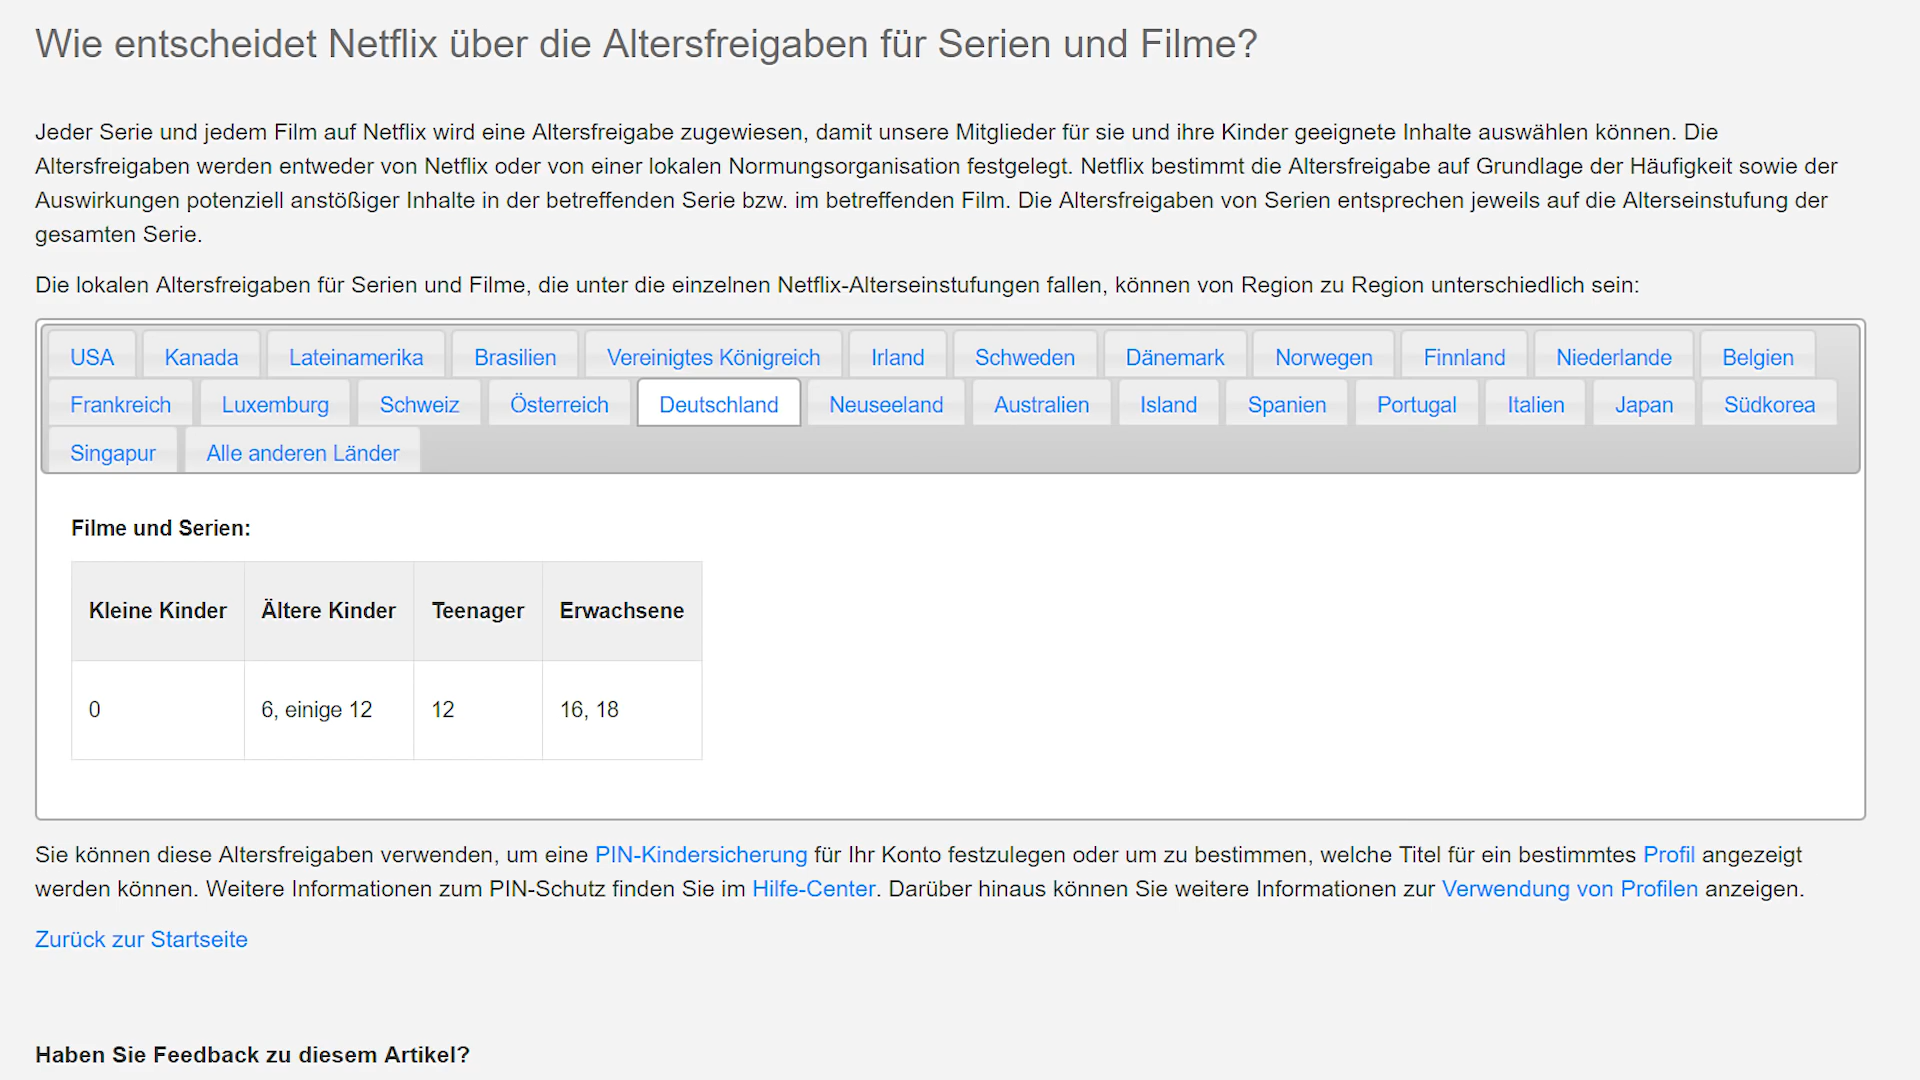 Wie entscheidet Netflix über die Altersfreigaben für Serien und Filme?
Jeder Serie und jedem Film auf Netflix wird eine Altersfreigabe zugewiesen, damit unsere Mitglieder für sie und ihre Kinder geeignete Inhalte auswählen können. Die
Altersfreigaben werden entweder von Netflix oder von einer lokalen Normungsorganisation festgelegt. Netflix bestimmt die Altersfreigabe auf Grundlage der Häufigkeit sowie der
Auswirkungen potenziell anstößiger Inhalte in der betreffenden Serie bzw. im betreffenden Film. Die Altersfreigaben von Serien entsprechen jeweils auf die Alterseinstufung der
gesamten Serie.
Die lokalen Altersfreigaben für Serien und Filme, die unter die einzelnen Netflix-Alterseinstufungen fallen, können von Region zu Region unterschiedlich sein:
USA Kanada Lateinamerika Brasilien Vereinigtes Königreich Irland Schweden Dänemark Norwegen Finnland Niederlande Belgien
Frankreich Luxemburg Schweiz Österreich Deutschland Neuseeland Australien Island Spanien Portugal Italien Japan Südkorea
Singapur Alle anderen Länder
Filme und Serien:
Kleine Kinder Ältere Kinder Teenager Erwachsene
0 6, einige 12 12 16, 18
Sie können diese Altersfreigaben verwenden, um eine PIN-Kindersicherung für Ihr Konto festzulegen oder um zu bestimmen, welche Titel für ein bestimmtes Profil angezeigt
werden können. Weitere Informationen zum PIN-Schutz finden Sie im Hilfe-Center. Darüber hinaus können Sie weitere Informationen zur Verwendung von Profilen anzeigen.
Zurück zur Startseite
Haben Sie Feedback zu diesem Artikel?